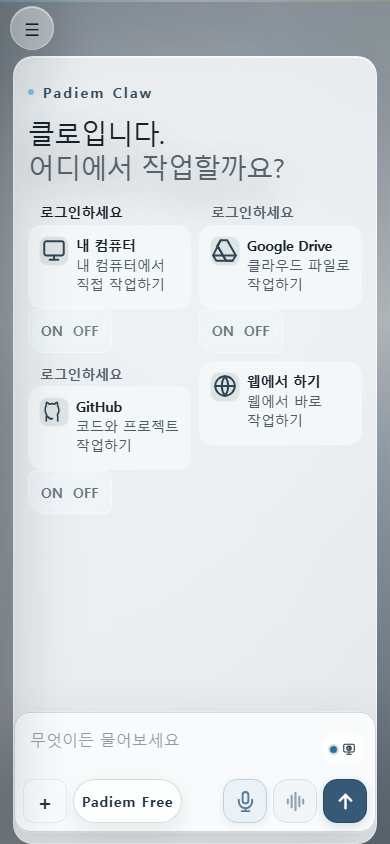 Padiem Claw
클로입니다.
어디에서 작업할까요?
로그인하세요
내 컴퓨터
내 컴퓨터에서
직접 작업하기
ON OFF
로그인하세요
Google Drive
클라우드 파일로
작업하기
ON OFF
로그인하세요
GitHub
코드와 프로젝트
작업하기
ON OFF
웹에서 하기
웹에서 바로
작업하기
무엇이든 물어보세요
+
Padiem Free